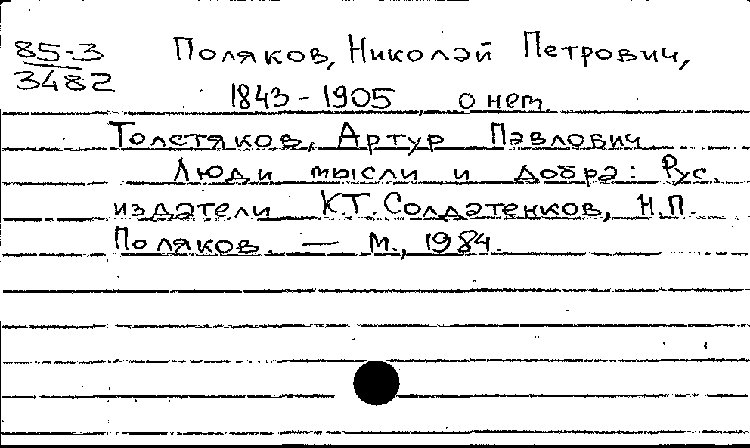 85-3
3482
Поляков, Николай Петрович,
1843-1905 о нем.
Толстяков, Артур Павлович
Люди мысли и добра: Рус.
издатели К.Т. Солдатенков, Н.П.
Поляков. — М., 1984.